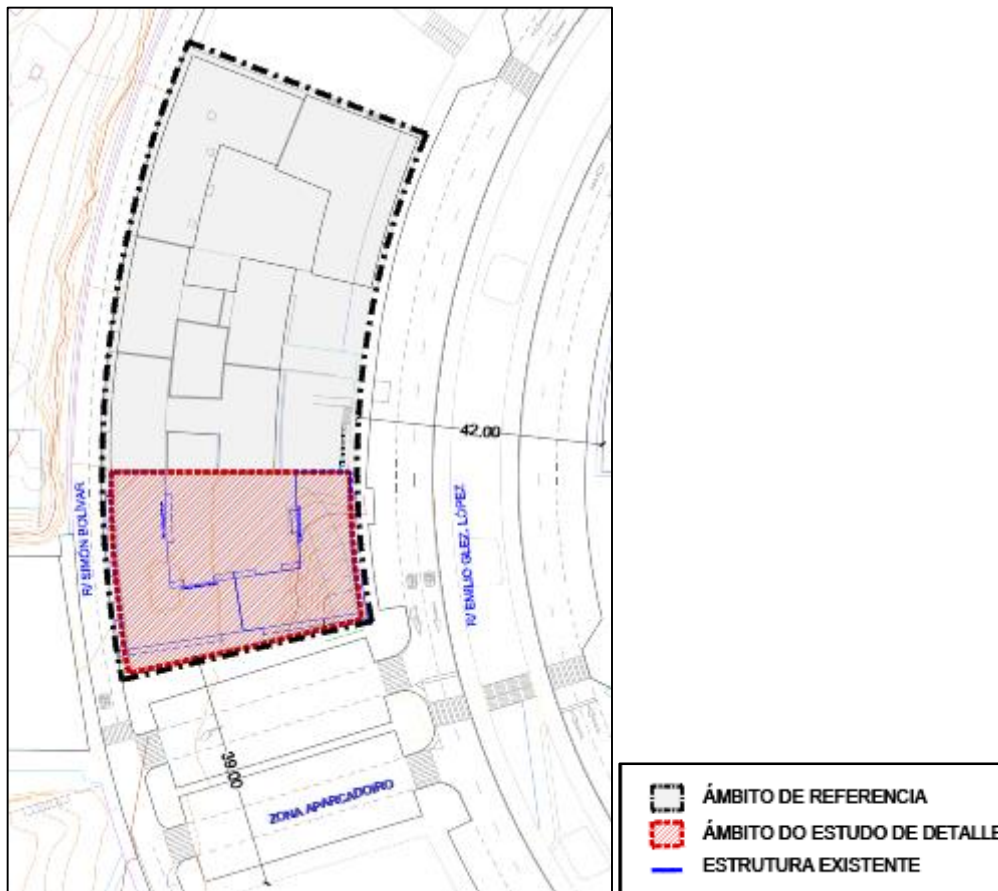 42.00
R/ SIMÓN BOLÍVAR
R/ EMILIO GLEZ. LÓPEZ
39.00
ZONA APARCADOIRO
ÁMBITO DE REFERENCIA
ÁMBITO DO ESTUDO DE DETALLE
ESTRUTURA EXISTENTE